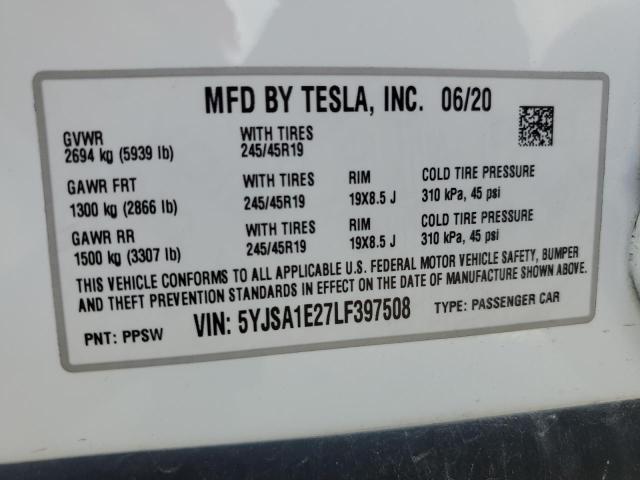 MFD BY TESLA, INC. 06/20
GVWR WITH TIRES
2694 kg (5939 lb) 245/45R19
GAWR FRT WITH TIRES RIM COLD TIRE PRESSURE
1300 kg (2866 lb) 245/45R19 19X8.5 J 310 kPa, 45 psi
GAWR RR WITH TIRES RIM COLD TIRE PRESSURE
1500 kg (3307 lb) 245/45R19 19X8.5 J 310 kPa, 45 psi
THIS VEHICLE CONFORMS TO ALL APPLICABLE U.S. FEDERAL MOTOR VEHICLE SAFETY, BUMPER
AND THEFT PREVENTION STANDARDS IN EFFECT ON THE DATE OF MANUFACTURE SHOWN ABOVE.
PNT: PPSW VIN: 5YJSA1E27LF397508 TYPE: PASSENGER CAR